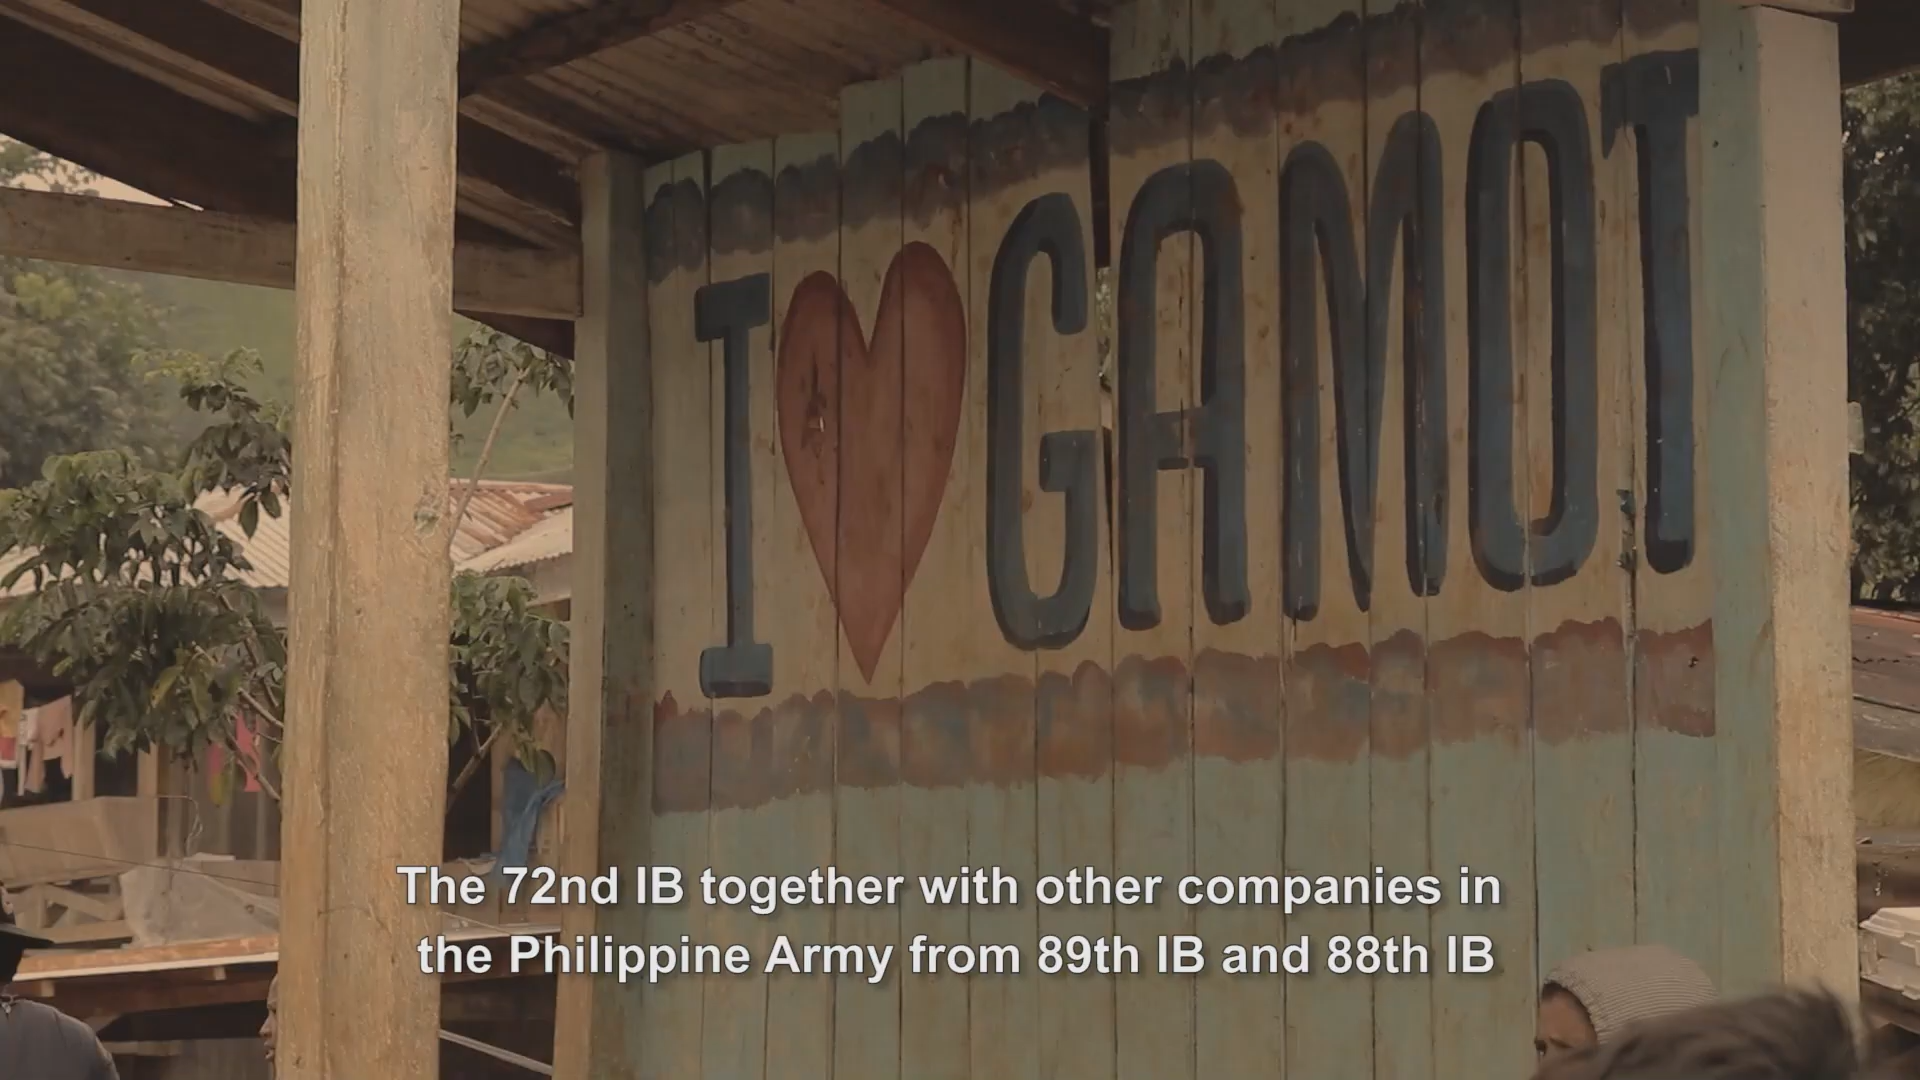 I ♥ GAMOT
The 72nd IB together with other companies in
the Philippine Army from 89th IB and 88th IB